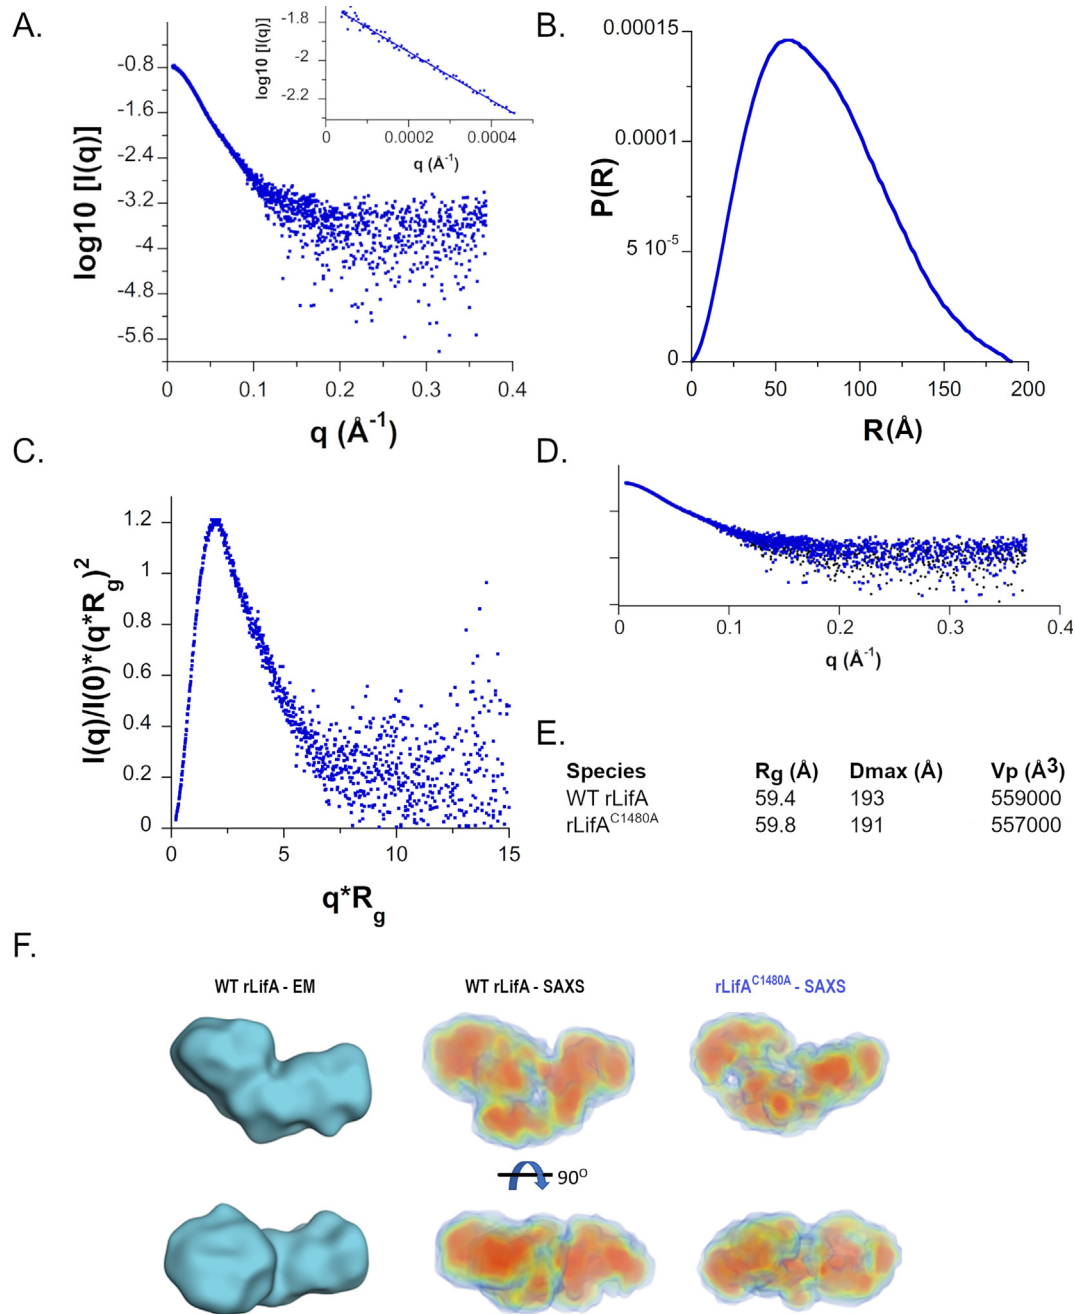 A.
log10 [I(q)]
-0.8
-1.6
-2.4
-3.2
-4
-4.8
-5.6
0
0.1
0.2
0.3
0.4
q (Å-1)
log10 [I(q)]
-1.8
-2
-2.2
0
0.0002
0.0004
q (Å-1)
B.
P(R)
0.00015
0.0001
5 10-5
0
0
50
100
150
200
R(Å)
C.
I(q)/I(0)*(q*Rg)2
1.2
1
0.8
0.6
0.4
0.2
0
0
5
10
15
q*Rg
D.
0
0.1
0.2
0.3
0.4
q (Å-1)
E.
Species Rg (Å) Dmax (Å) Vp (Å3)
WT rLifA 59.4 193 559000
rLifAC1480A 59.8 191 557000
F.
WT rLifA - EM WT rLifA - SAXS rLifAC1480A - SAXS
90O